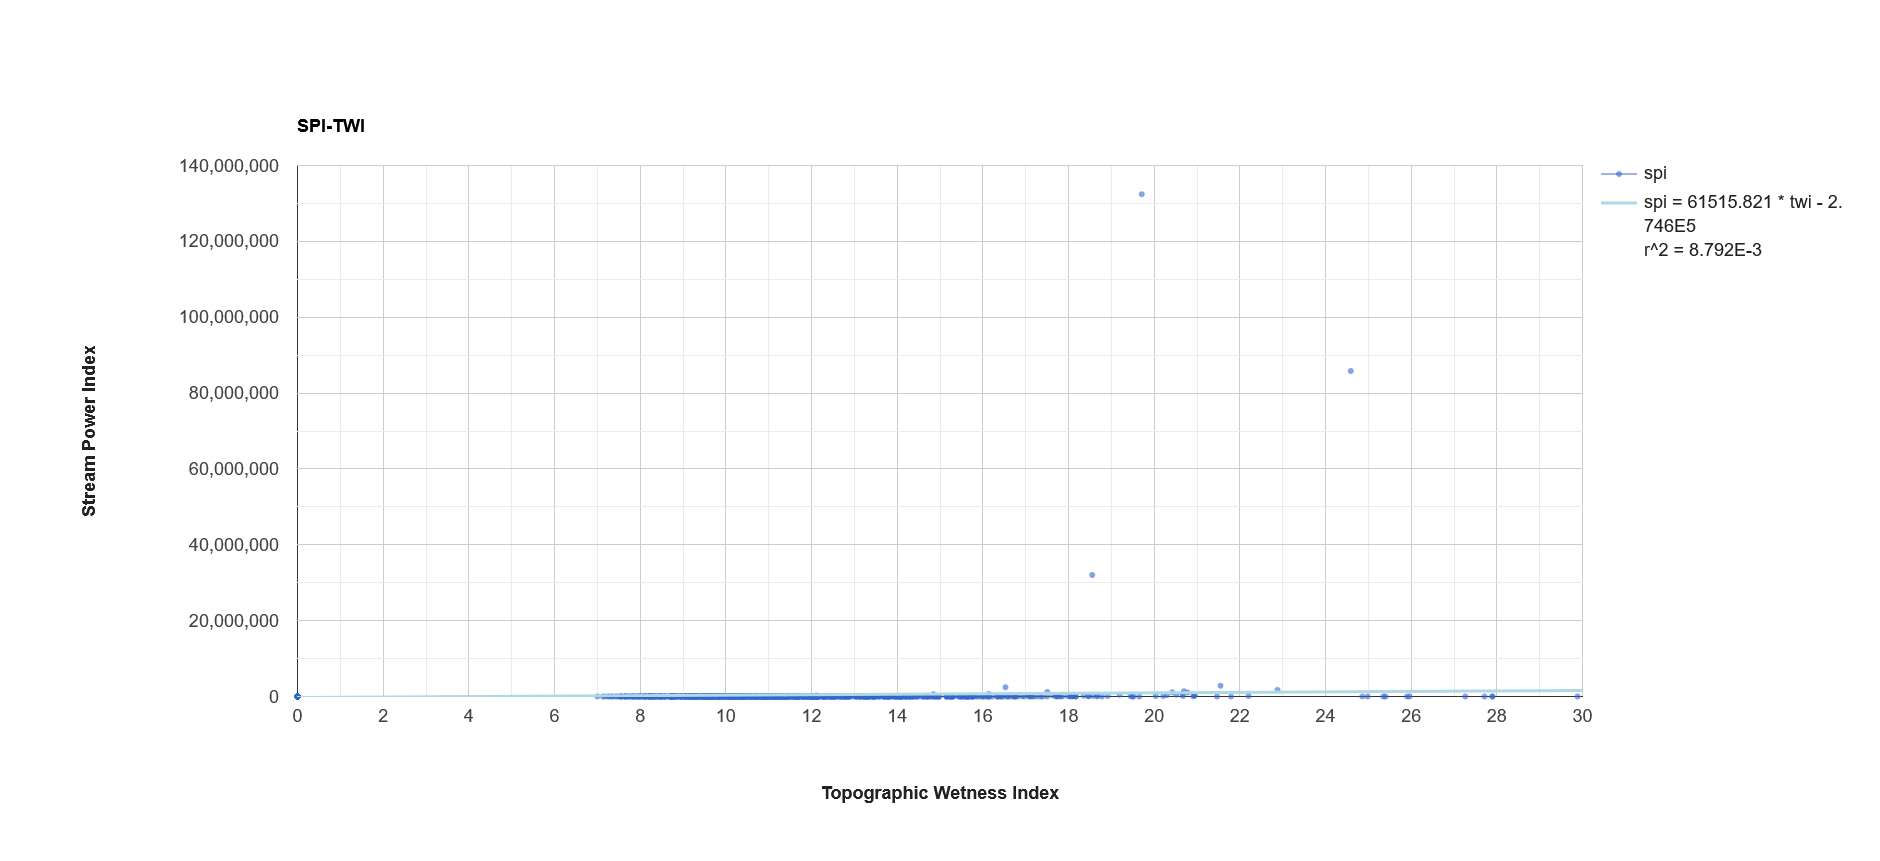 SPI-TWI
140,000,000
120,000,000
100,000,000
80,000,000
60,000,000
40,000,000
20,000,000
0
0 2 4 6 8 10 12 14 16 18 20 22 24 26 28 30
Stream Power Index
Topographic Wetness Index
spi
spi = 61515.821 * twi - 2.
746E5
r^2 = 8.792E-3